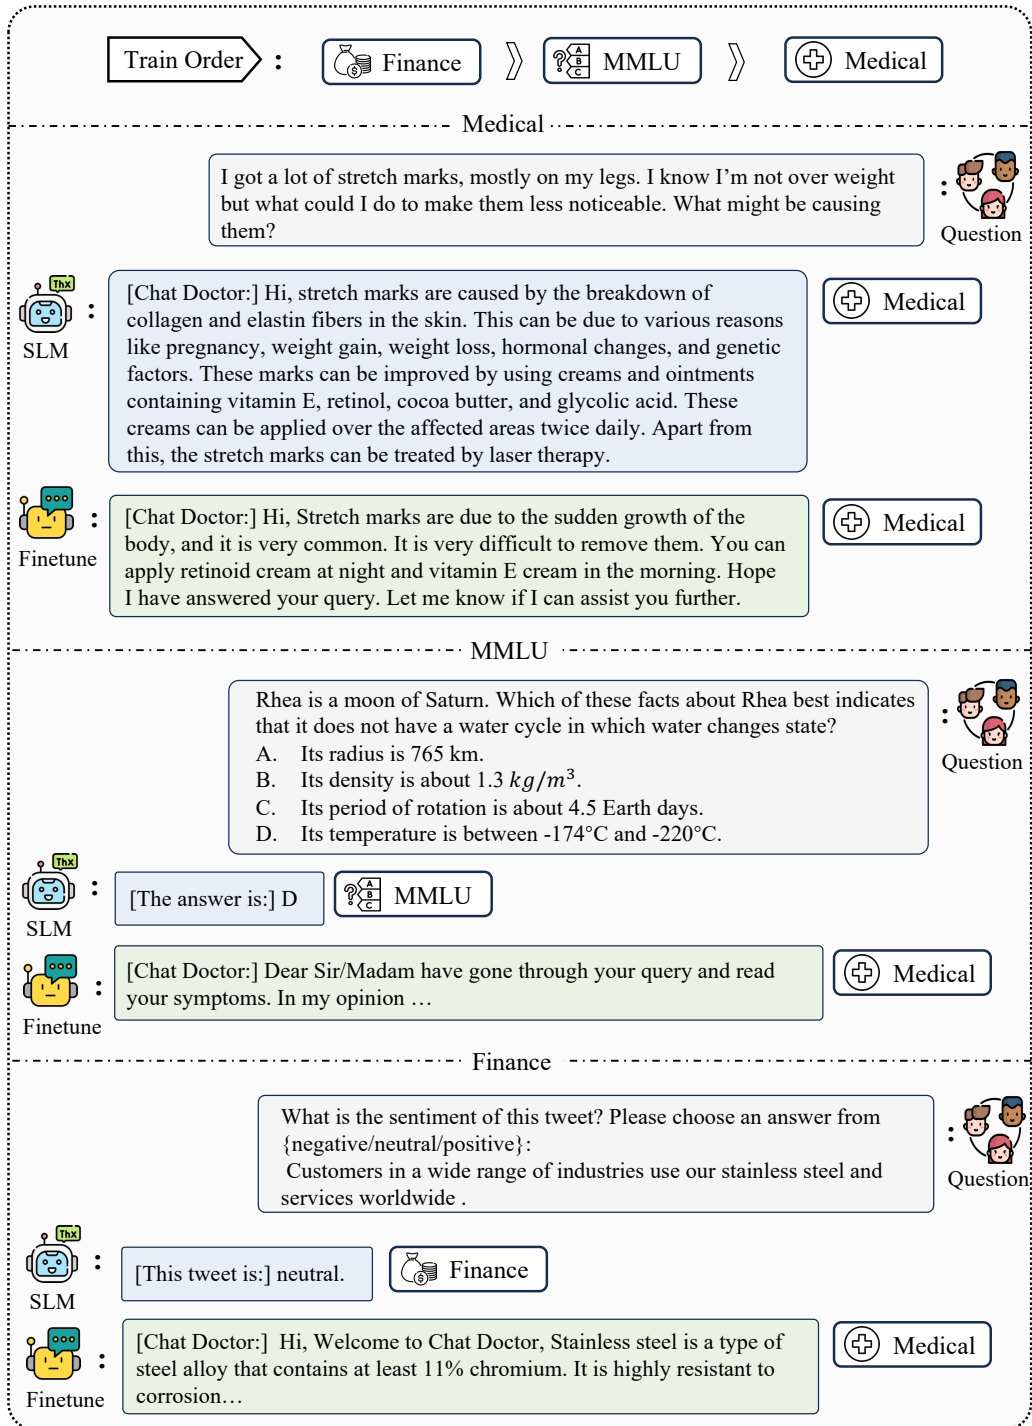 Train Order : Finance MMLU Medical
Medical
I got a lot of stretch marks, mostly on my legs. I know I’m not over weight
but what could I do to make them less noticeable. What might be causing
them?
: Question
Thx
SLM :
[Chat Doctor:] Hi, stretch marks are caused by the breakdown of
collagen and elastin fibers in the skin. This can be due to various reasons
like pregnancy, weight gain, weight loss, hormonal changes, and genetic
factors. These marks can be improved by using creams and ointments
containing vitamin E, retinol, cocoa butter, and glycolic acid. These
creams can be applied over the affected areas twice daily. Apart from
this, the stretch marks can be treated by laser therapy.
Medical
Finetune :
[Chat Doctor:] Hi, Stretch marks are due to the sudden growth of the
body, and it is very common. It is very difficult to remove them. You can
apply retinoid cream at night and vitamin E cream in the morning. Hope
I have answered your query. Let me know if I can assist you further.
Medical
MMLU
Rhea is a moon of Saturn. Which of these facts about Rhea best indicates
that it does not have a water cycle in which water changes state?
A. Its radius is 765 km.
B. Its density is about 1.3 kg/m³.
C. Its period of rotation is about 4.5 Earth days.
D. Its temperature is between -174°C and -220°C.
: Question
Thx
SLM :
[The answer is:] D
A B C MMLU
Finetune :
[Chat Doctor:] Dear Sir/Madam have gone through your query and read
your symptoms. In my opinion …
Medical
Finance
What is the sentiment of this tweet? Please choose an answer from
{negative/neutral/positive}:
Customers in a wide range of industries use our stainless steel and
services worldwide .
: Question
Thx
SLM :
[This tweet is:] neutral.
Finance
Finetune :
[Chat Doctor:] Hi, Welcome to Chat Doctor, Stainless steel is a type of
steel alloy that contains at least 11% chromium. It is highly resistant to
corrosion…
Medical